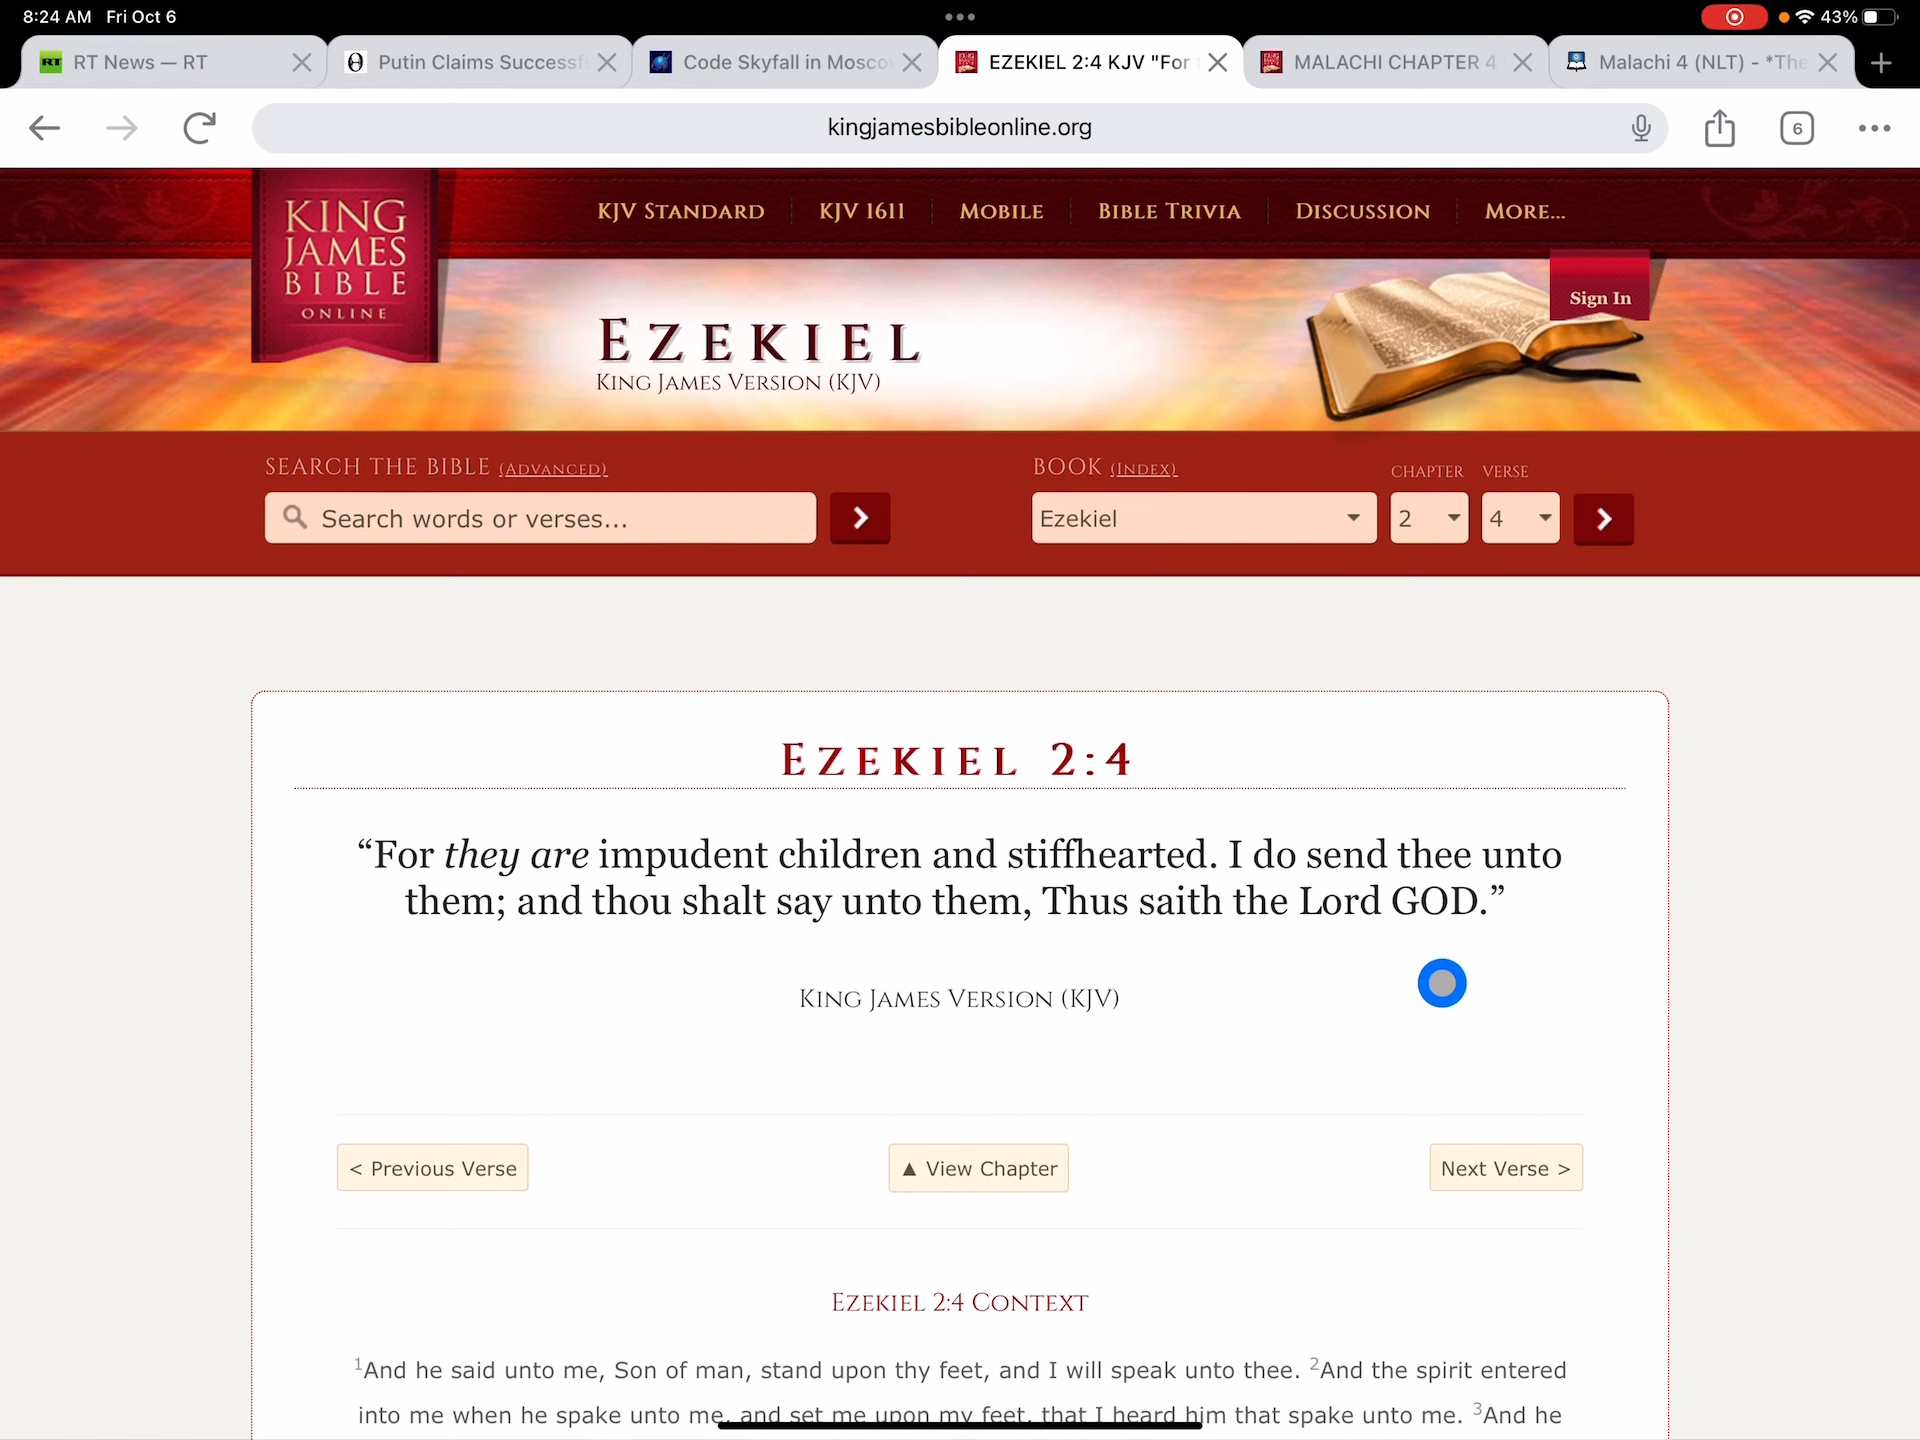 8:24 AM Fri Oct 6
43%
RT News — RT
Putin Claims Successf
Code Skyfall in Mosco
EZEKIEL 2:4 KJV "For
MALACHI CHAPTER 4
Malachi 4 (NLT) - *The
kingjamesbibleonline.org
6
KING
JAMES
BIBLE
ONLINE
KJV STANDARD
KJV 1611
MOBILE
BIBLE TRIVIA
DISCUSSION
MORE...
Sign In
EZEKIEL
KING JAMES VERSION (KJV)
SEARCH THE BIBLE (ADVANCED)
Search words or verses...
BOOK (INDEX)
CHAPTER
VERSE
Ezekiel
2
4
EZEKIEL 2:4
“For they are impudent children and stiffhearted. I do send thee unto
them; and thou shalt say unto them, Thus saith the Lord GOD.”
KING JAMES VERSION (KJV)
< Previous Verse
▲ View Chapter
Next Verse >
EZEKIEL 2:4 CONTEXT
1And he said unto me, Son of man, stand upon thy feet, and I will speak unto thee. 2And the spirit entered
into me when he spake unto me, and set me upon my feet, that I heard him that spake unto me. 3And he